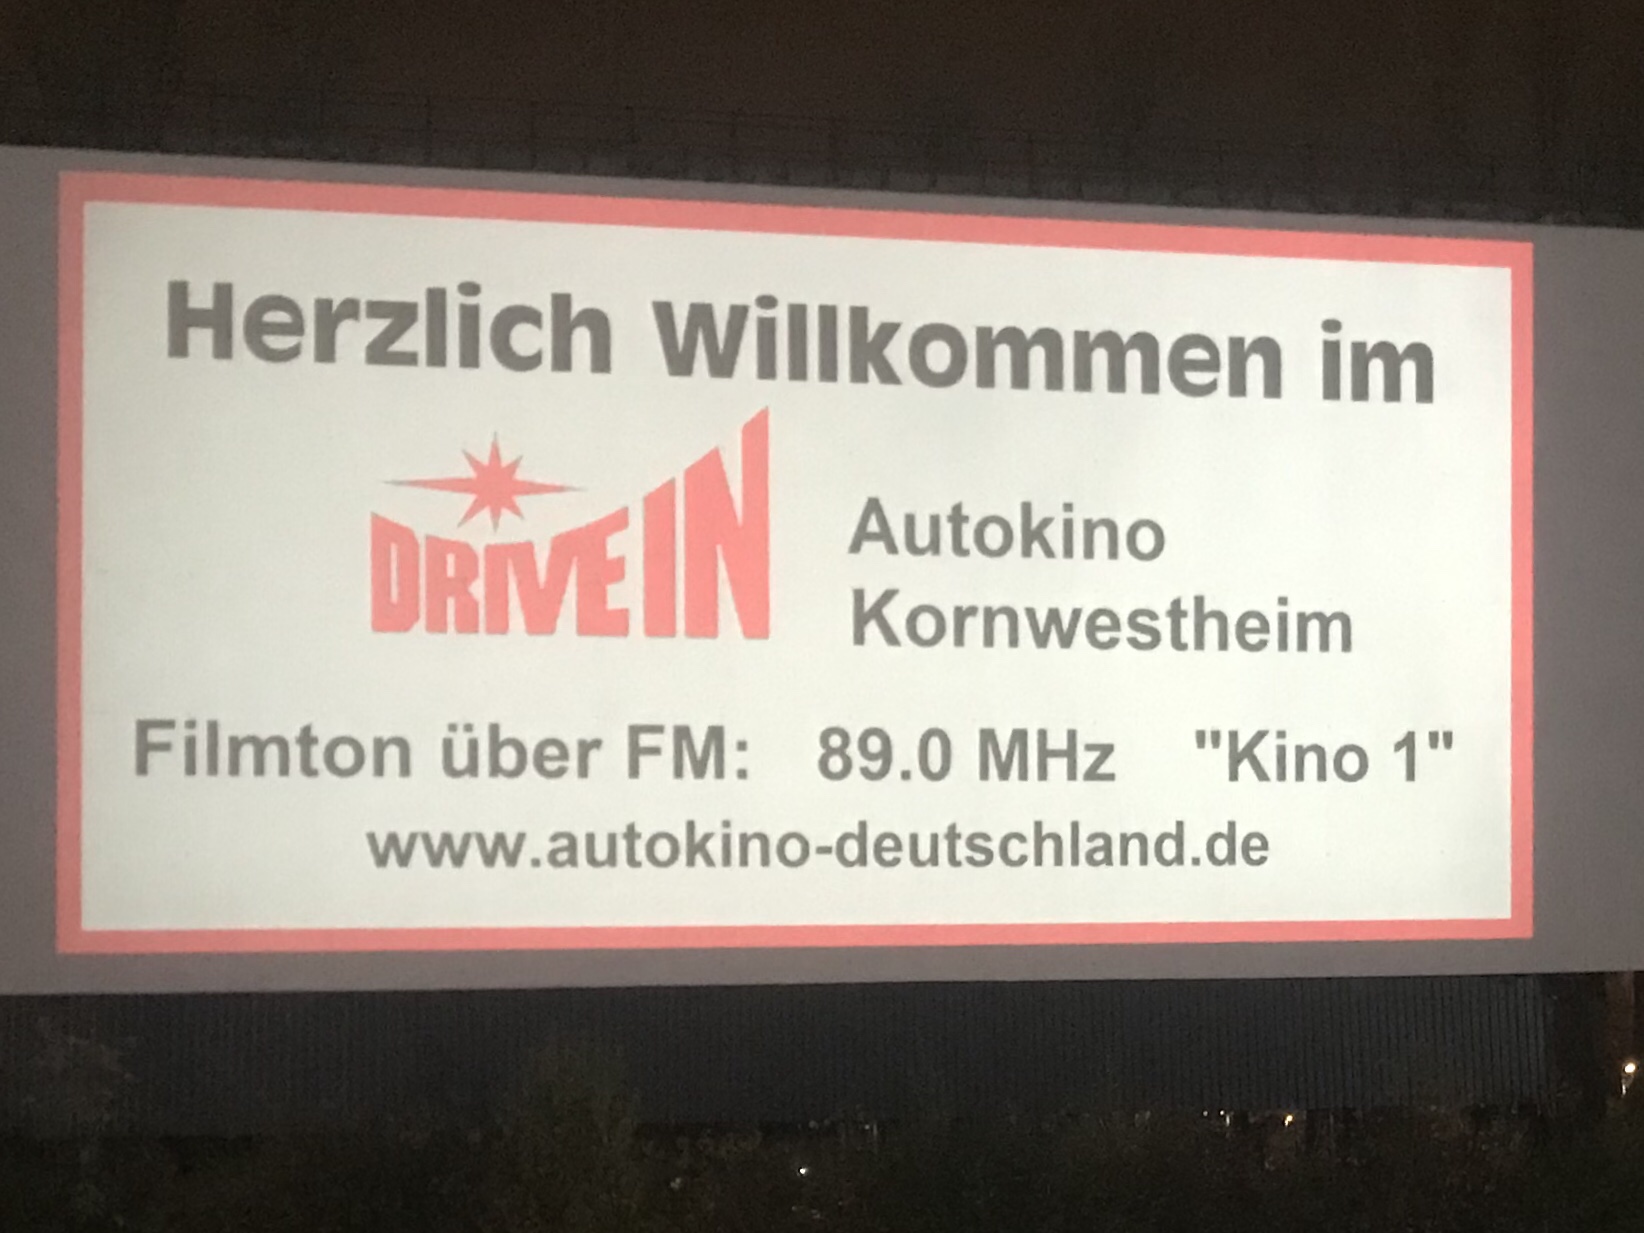 Herzlich Willkommen im
DRIVE IN
Autokino
Kornwestheim
Filmton über FM: 89.0 MHz "Kino 1"
www.autokino-deutschland.de